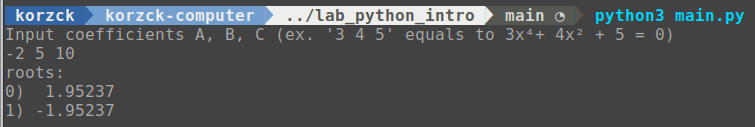 korzck korzck-computer ../lab_python_intro main python3 main.py
Input coefficients A, B, C (ex. '3 4 5' equals to 3x⁴+ 4x² + 5 = 0)
-2 5 10
roots:
0)  1.95237
1) -1.95237